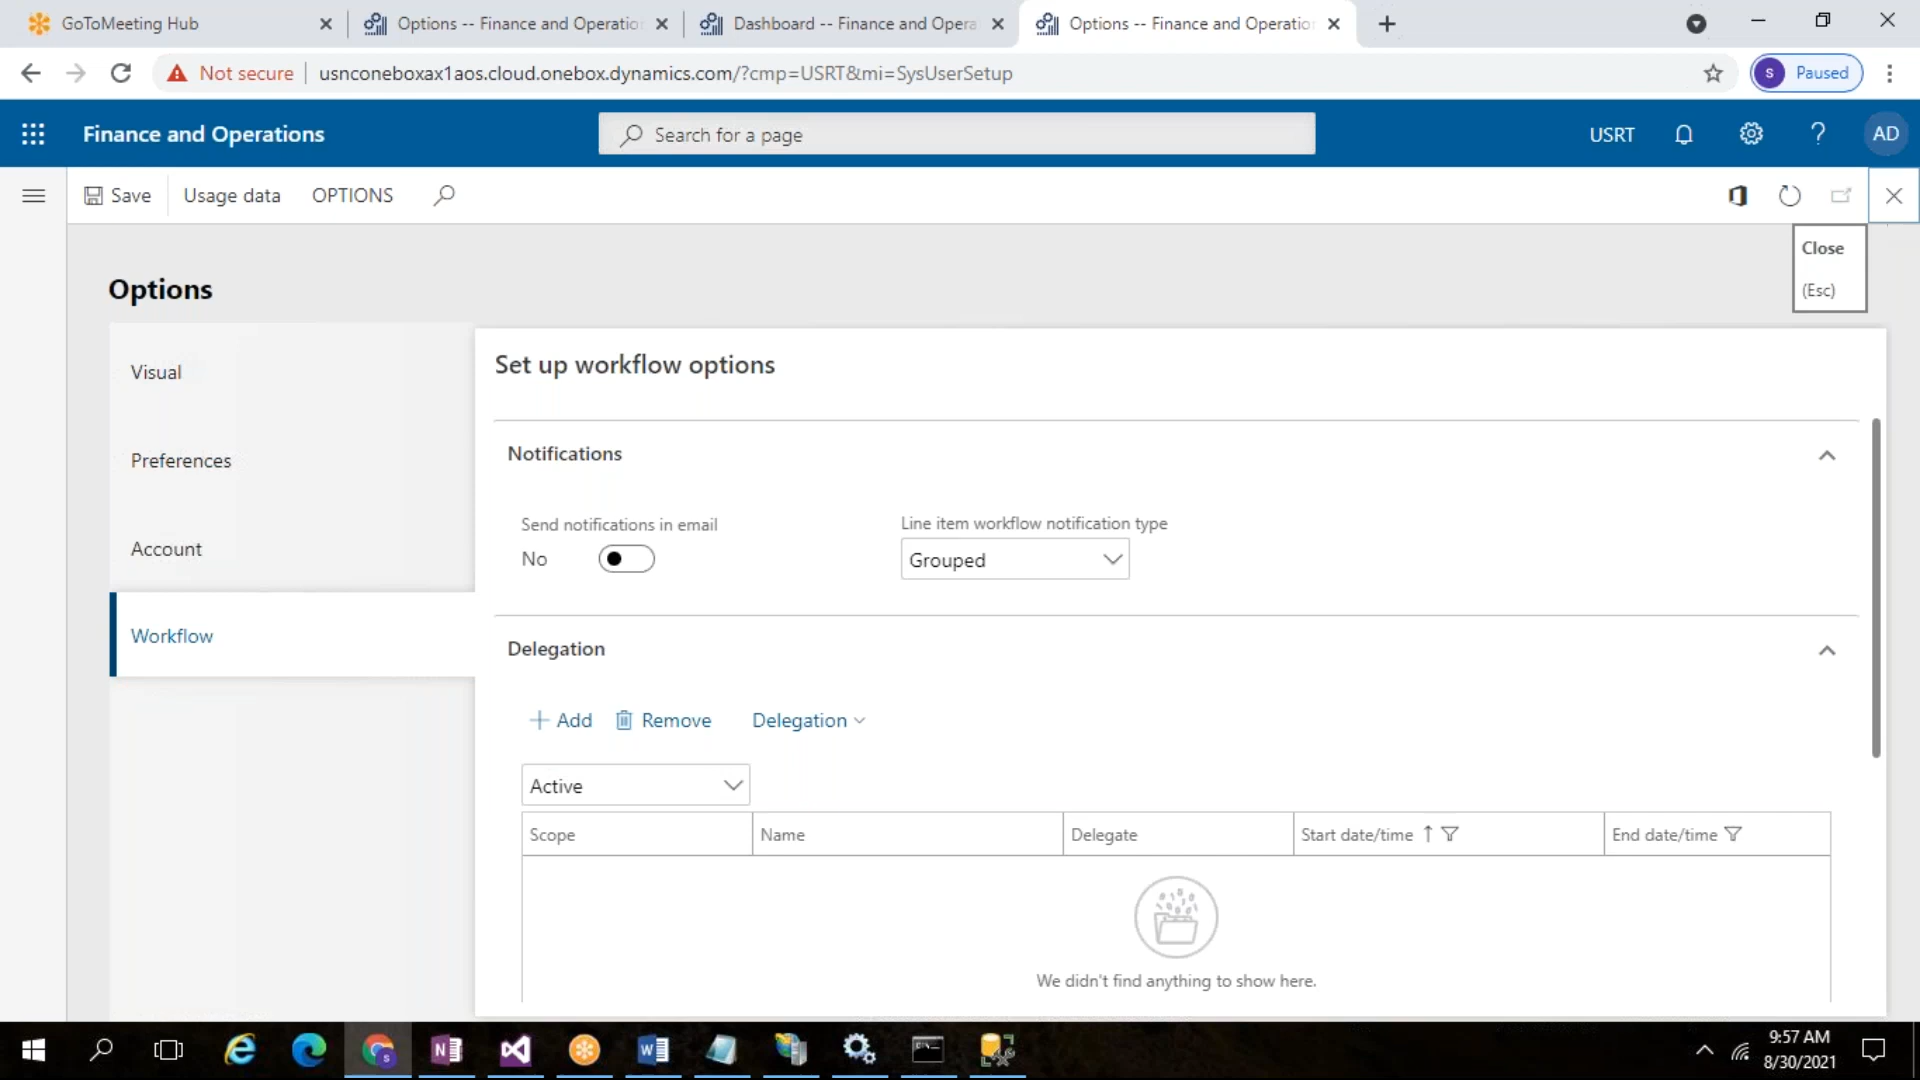 GoToMeeting Hub
Options -- Finance and Operatio
Dashboard -- Finance and Opera
Options -- Finance and Operatio
Not secure
usnconeboxax1aos.cloud.onebox.dynamics.com/?cmp=USRT&mi=SysUserSetup
S Paused
Finance and Operations
Search for a page
USRT
AD
Save
Usage data
OPTIONS
Close
(Esc)
Options
Visual
Preferences
Account
Workflow
Set up workflow options
Notifications
Send notifications in email
No
Line item workflow notification type
Grouped
Delegation
Add
Remove
Delegation
Active
Scope
Name
Delegate
Start date/time
End date/time
We didn't find anything to show here.
9:57 AM
8/30/2021